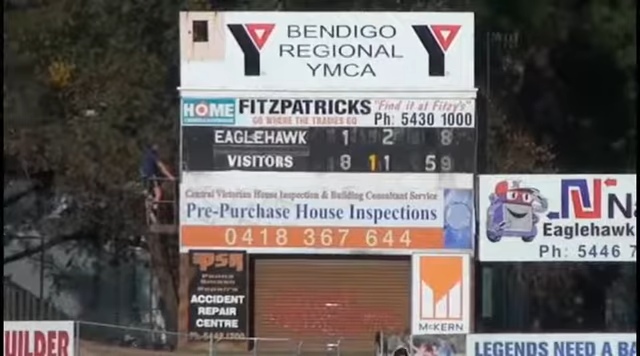 BENDIGO
REGIONAL
YMCA
HOME
FITZPATRICKS
GO WHERE THE TRADIES GO
"Find it at Fitzy's"
Ph: 5430 1000
EAGLEHAWK 1 2 8
VISITORS 8 11 59
Central Victorian House Inspection & Building Consultant Service
Pre-Purchase House Inspections
0418 367 644
PSR
ACCIDENT
REPAIR
CENTRE
MCKERN
Eaglehawk
Ph: 5446 7
UILDER
LEGENDS NEED A BA